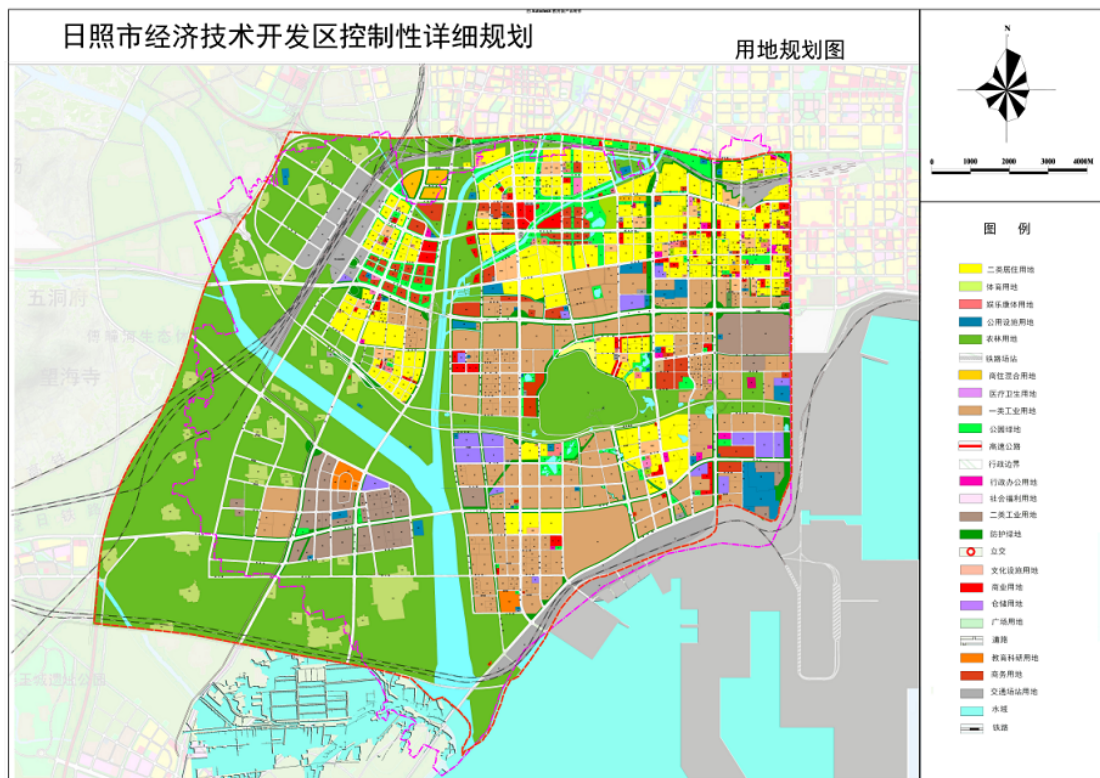 日照市经济技术开发区控制性详细规划
用地规划图
N
0 1000 2000 3000 4000M
五洞府
望海寺
图 例
二类居住用地
体育用地
娱乐康体用地
公用设施用地
农林用地
铁路场站
商住混合用地
医疗卫生用地
一类工业用地
公园绿地
高速公路
行政边界
行政办公用地
社会福利用地
二类工业用地
防护绿地
立交
文化设施用地
商业用地
仓储用地
广场用地
道路
教育科研用地
商务用地
交通场站用地
水域
铁路